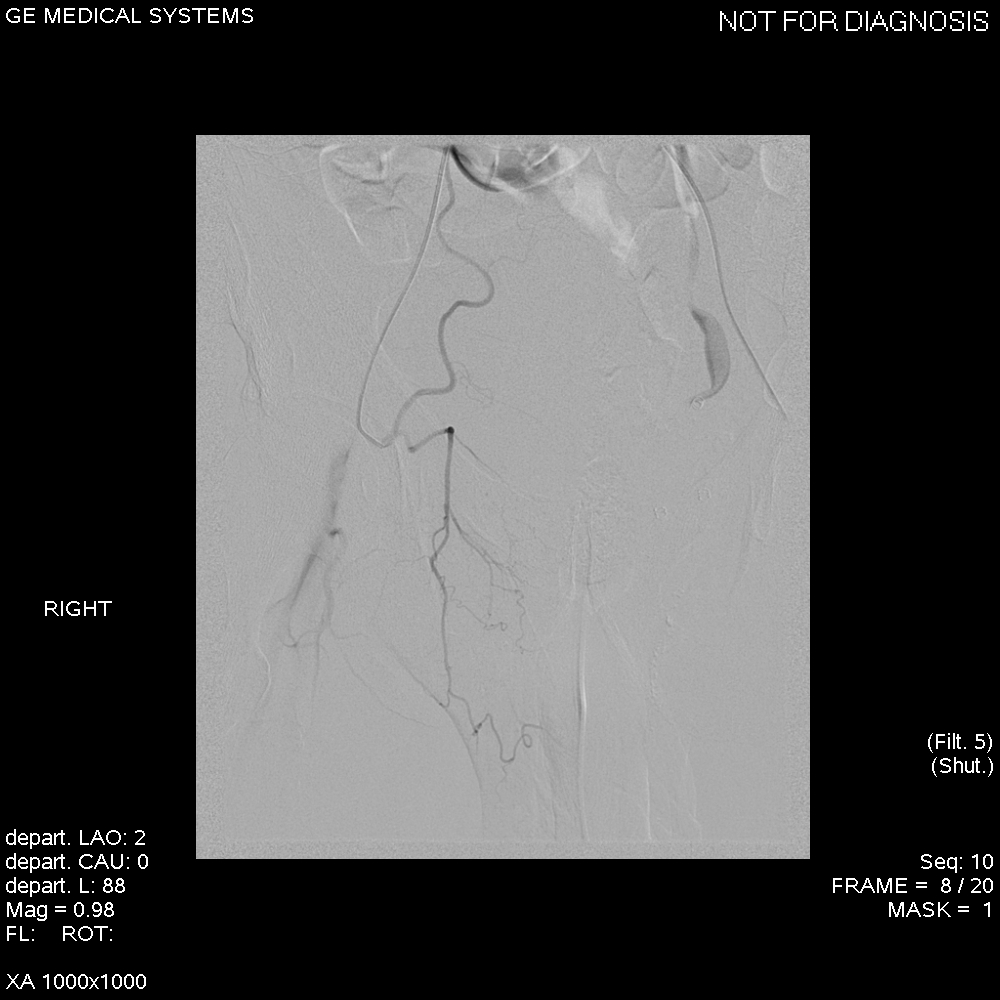 GE MEDICAL SYSTEMS
NOT FOR DIAGNOSIS
RIGHT
(Filt. 5)
(Shut.)
depart. LAO: 2
depart. CAU: 0
depart. L: 88
Mag = 0.98
FL: ROT:
XA 1000x1000
Seq: 10
FRAME = 8 / 20
MASK = 1